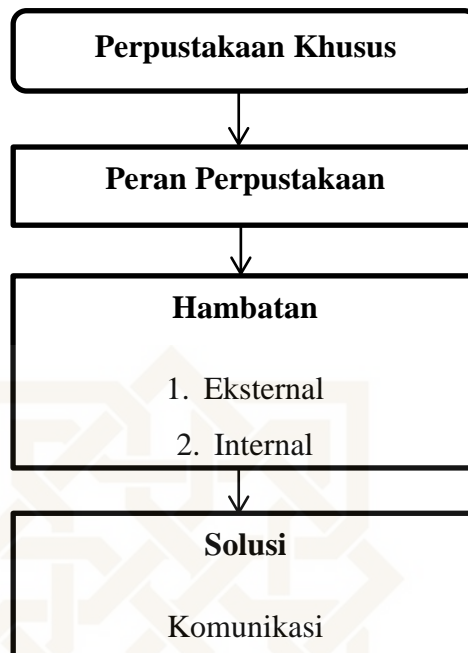 Perpustakaan Khusus
Peran Perpustakaan
Hambatan
1. Eksternal
2. Internal
Solusi
Komunikasi